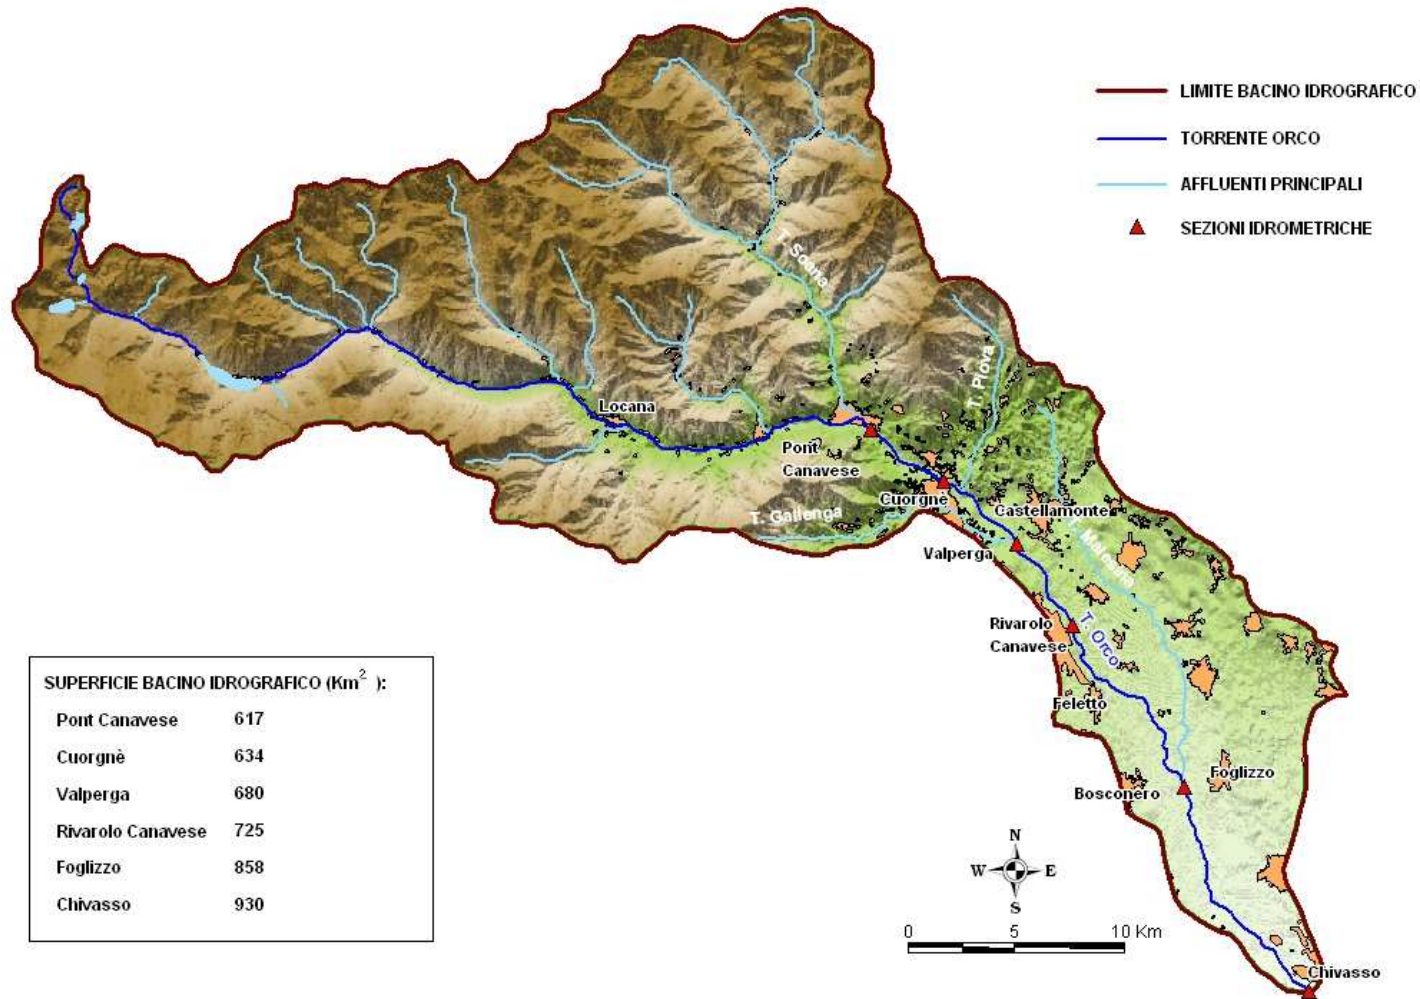 LIMITE BACINO IDROGRAFICO
TORRENTE ORCO
AFFLUENTI PRINCIPALI
SEZIONI IDROMETRICHE
T. Soana
T. Piova
Locana
Pont
Canavese
Cuorgnè
T. Gallenga
Castellamonte
T. Malesina
Valperga
Rivarolo
Canavese
T. Orco
Feletto
Foglizzo
Bosconero
Chivasso
SUPERFICIE BACINO IDROGRAFICO (Km² ):
Pont Canavese 617
Cuorgnè 634
Valperga 680
Rivarolo Canavese 725
Foglizzo 858
Chivasso 930
N
W E
S
0 5 10 Km